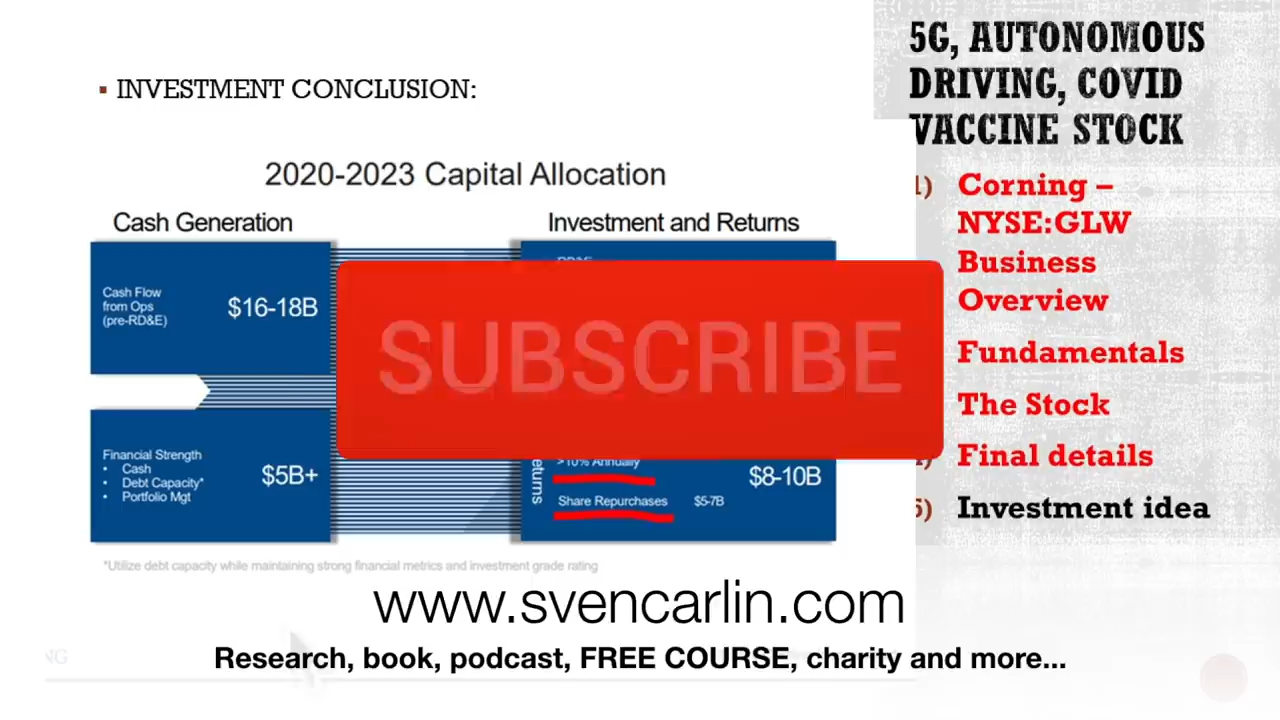 INVESTMENT CONCLUSION:
2020-2023 Capital Allocation
Cash Generation
Investment and Returns
Cash Flow
from Ops
(pre-RD&E)
$16-18B
SUBSCRIBE
Financial Strength
• Cash
• Debt Capacity*
• Portfolio Mgt
$5B+
>10% Annually
$8-10B
Share Repurchases $5-7B
*Utilize debt capacity while maintaining strong financial metrics and investment grade rating
www.svencarlin.com
Research, book, podcast, FREE COURSE, charity and more...
5G, AUTONOMOUS
DRIVING, COVID
VACCINE STOCK
1) Corning –
NYSE:GLW
Business
Overview
Fundamentals
The Stock
Final details
5) Investment idea